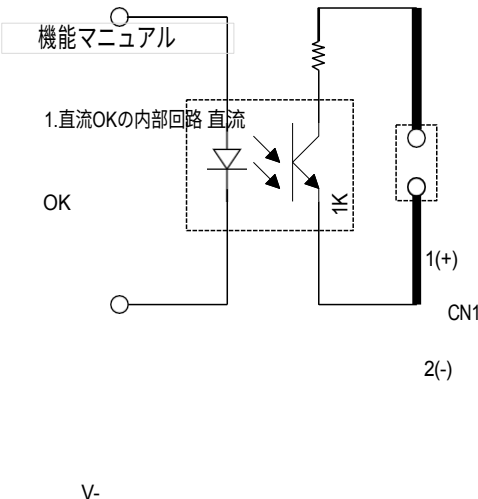 機能マニュアル
1.直流OKの内部回路 直流
OK
1K
1(+)
CN1
2(-)
V-